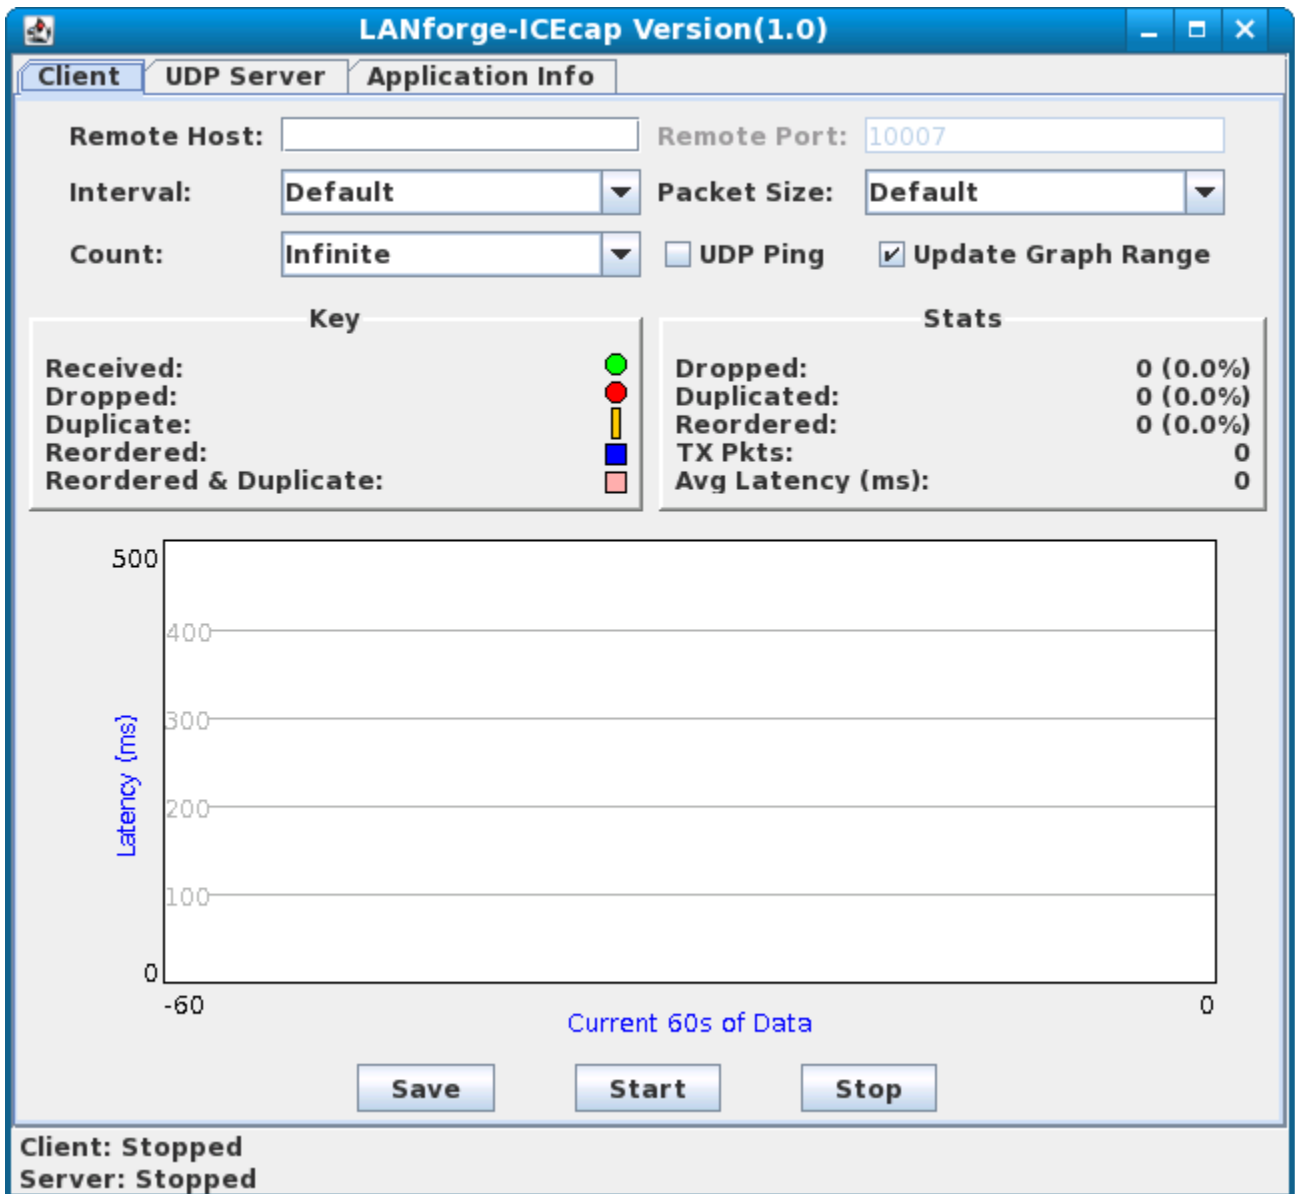 LANforge-ICEcap Version(1.0)
Client UDP Server Application Info
Remote Host: Remote Port: 10007
Interval: Default Packet Size: Default
Count: Infinite UDP Ping Update Graph Range
Key
Received:
Dropped:
Duplicate:
Reordered:
Reordered & Duplicate:
Stats
Dropped: 0 (0.0%)
Duplicated: 0 (0.0%)
Reordered: 0 (0.0%)
TX Pkts: 0
Avg Latency (ms): 0
500
400
300
200
100
0
Latency (ms)
-60 0
Current 60s of Data
Save Start Stop
Client: Stopped
Server: Stopped